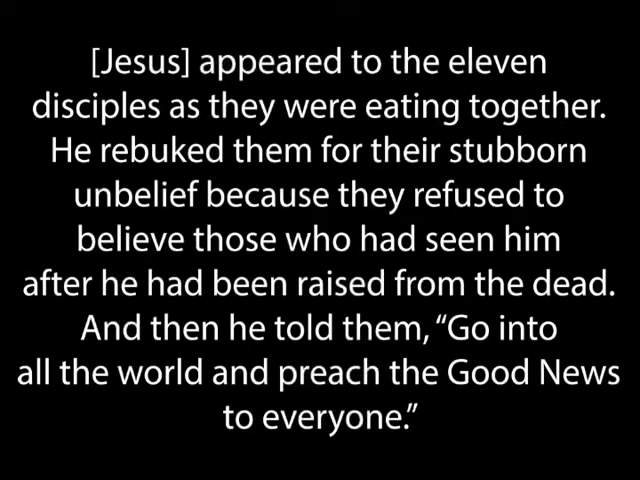 [Jesus] appeared to the eleven
disciples as they were eating together.
He rebuked them for their stubborn
unbelief because they refused to
believe those who had seen him
after he had been raised from the dead.
And then he told them, “Go into
all the world and preach the Good News
to everyone.”